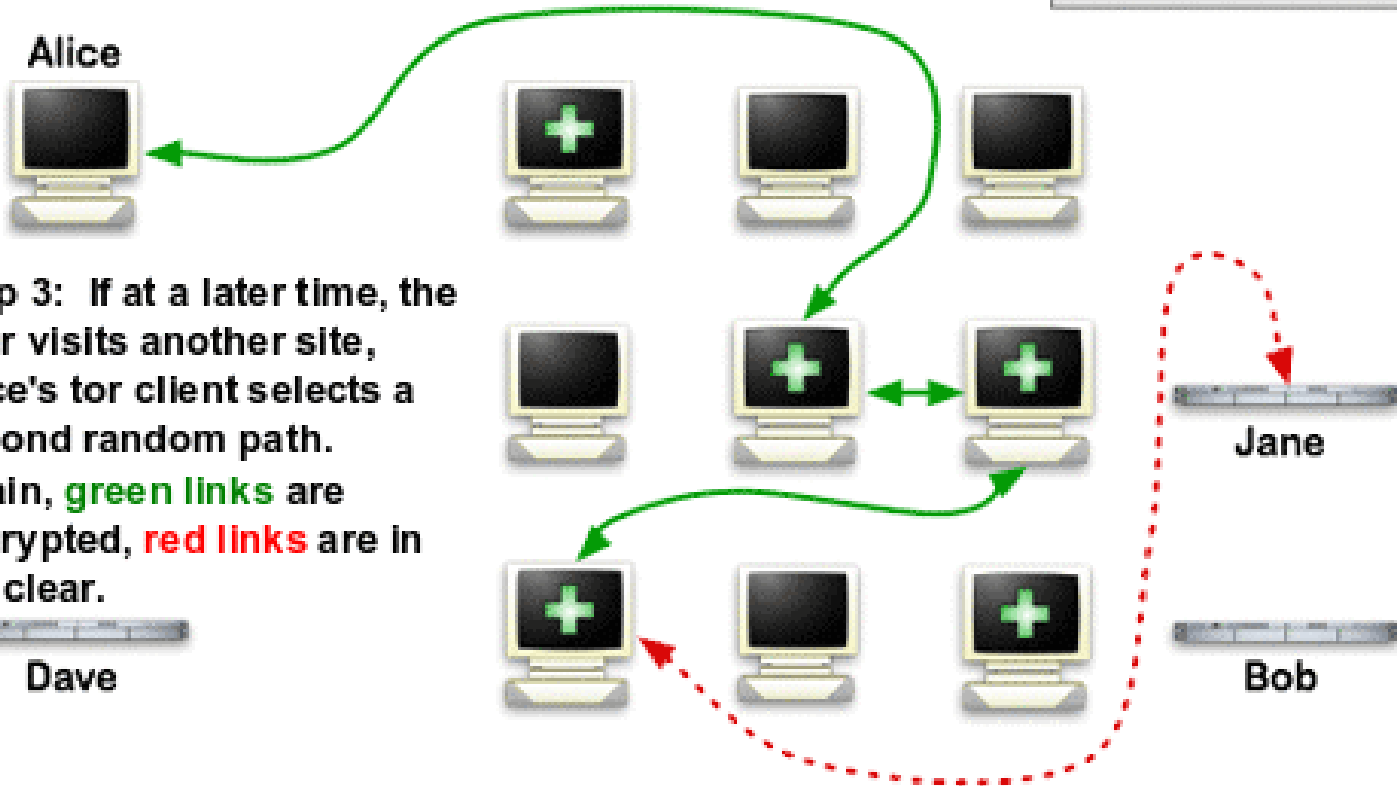 Alice
p 3: If at a later time, the
r visits another site,
ce's tor client selects a
ond random path.
ain, green links are
rypted, red links are in
clear.
Dave
Jane
Bob